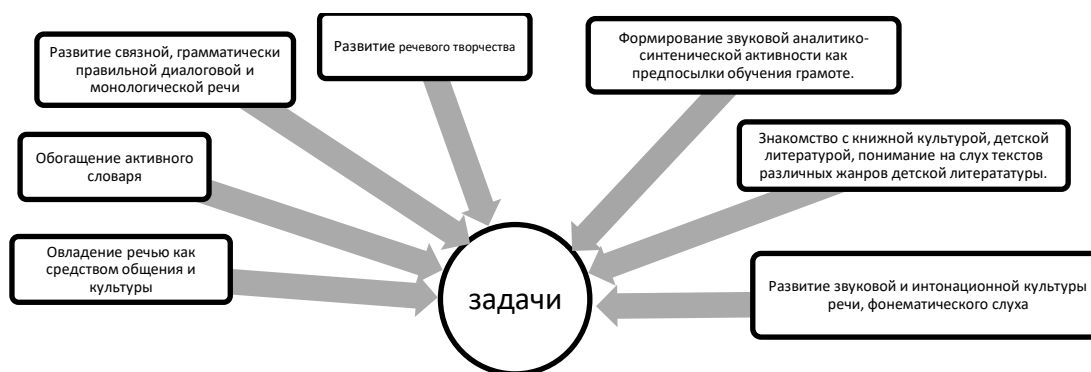 Развитие связной, грамматически
правильной диалоговой и
монологической речи
Развитие речевого творчества
Формирование звуковой аналитико-
синтенической активности как
предпосылки обучения грамоте.
Обогащение активного
словаря
Знакомство с книжной культурой, детской
литературой, понимание на слух текстов
различных жанров детской литерататуры.
Овладение речью как
средством общения и
культуры
задачи
Развитие звуковой и интонационной культуры
речи, фонематического слуха